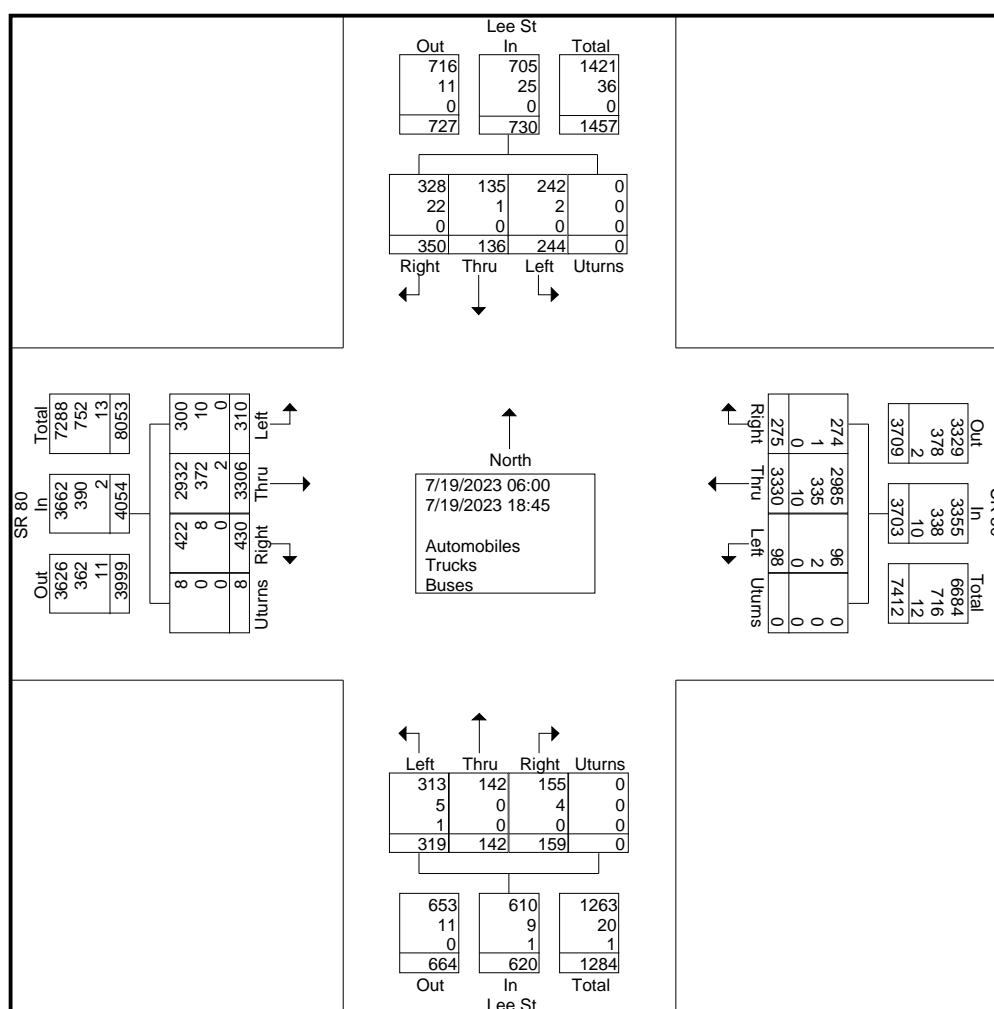 Lee St
Out In Total
716 705 1421
11 25 36
0 0 0
727 730 1457
328 135 242 0
22 1 2 0
0 0 0 0
350 136 244 0
Right Thru Left Uturns
SR 80
Total
7288
752
13
8053
In
3662
390
2
4054
Out
3626
362
11
3999
300
10
0
310
Left
2932
372
2
3306
Thru
422
8
0
430
Right
8
0
0
8
Uturns
North
7/19/2023 06:00
7/19/2023 18:45
Automobiles
Trucks
Buses
Right
274
1
0
275
Thru
2985
335
10
3330
Left
96
2
0
98
Uturns
0
0
0
0
Out
3329
378
2
3709
In
3355
338
10
3703
Total
6684
716
12
7412
Left Thru Right Uturns
313 142 155 0
5 0 4 0
1 0 0 0
319 142 159 0
653 610 1263
11 9 20
0 1 1
664 620 1284
Out In Total
Lee St